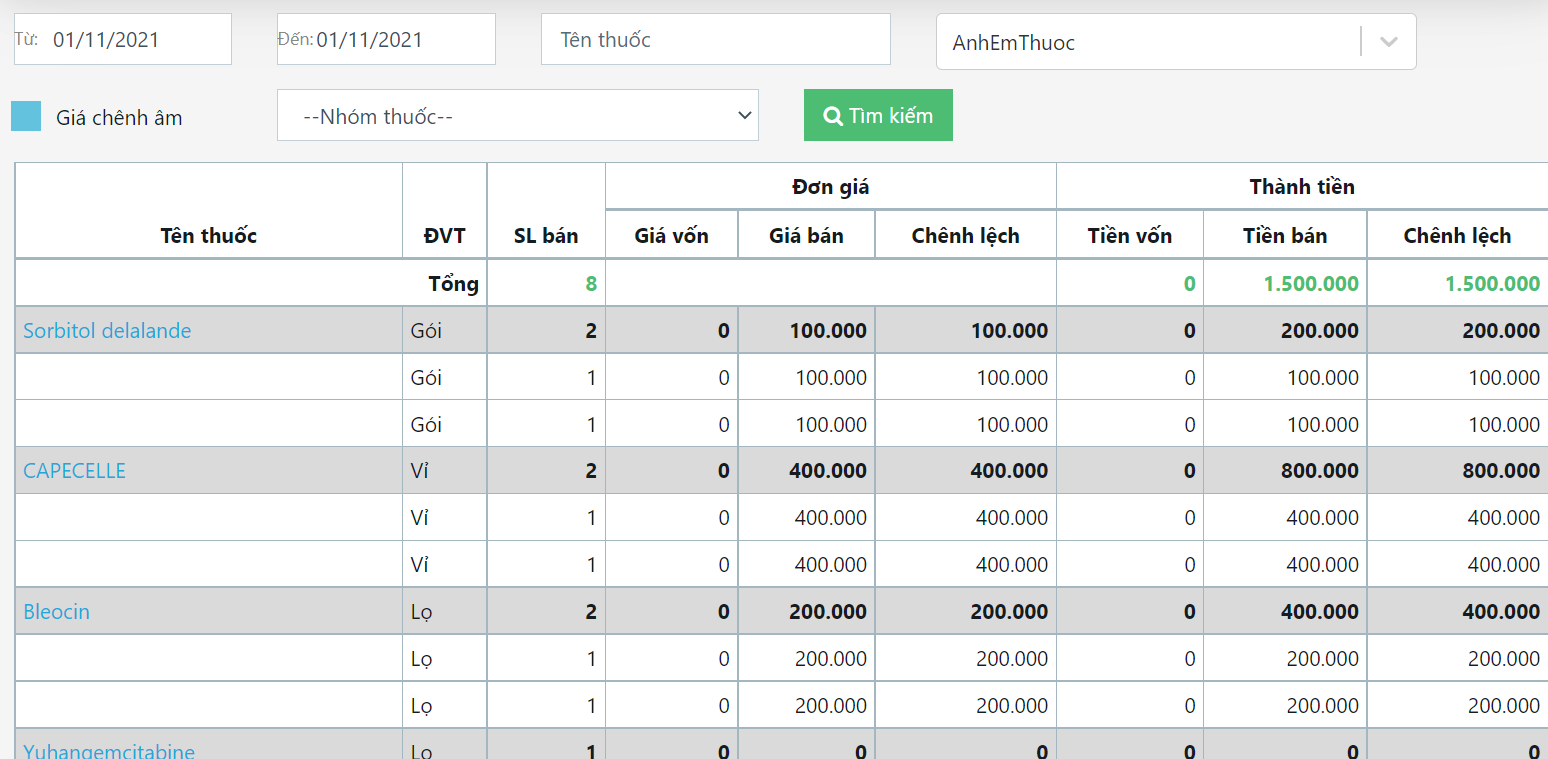 Từ: 01/11/2021 Đến: 01/11/2021 Tên thuốc AnhEmThuoc
Giá chênh âm --Nhóm thuốc-- Tìm kiếm
Đơn giá Thành tiền
Tên thuốc ĐVT SL bán Giá vốn Giá bán Chênh lệch Tiền vốn Tiền bán Chênh lệch
Tổng 8 0 1.500.000 1.500.000
Sorbitol delalande Gói 2 0 100.000 100.000 0 200.000 200.000
Gói 1 0 100.000 100.000 0 100.000 100.000
Gói 1 0 100.000 100.000 0 100.000 100.000
CAPECELLE Vỉ 2 0 400.000 400.000 0 800.000 800.000
Vỉ 1 0 400.000 400.000 0 400.000 400.000
Vỉ 1 0 400.000 400.000 0 400.000 400.000
Bleocin Lọ 2 0 200.000 200.000 0 400.000 400.000
Lọ 1 0 200.000 200.000 0 200.000 200.000
Lọ 1 0 200.000 200.000 0 200.000 200.000
Yuhangemcitabine Lọ 1 0 0 0 0 0 0